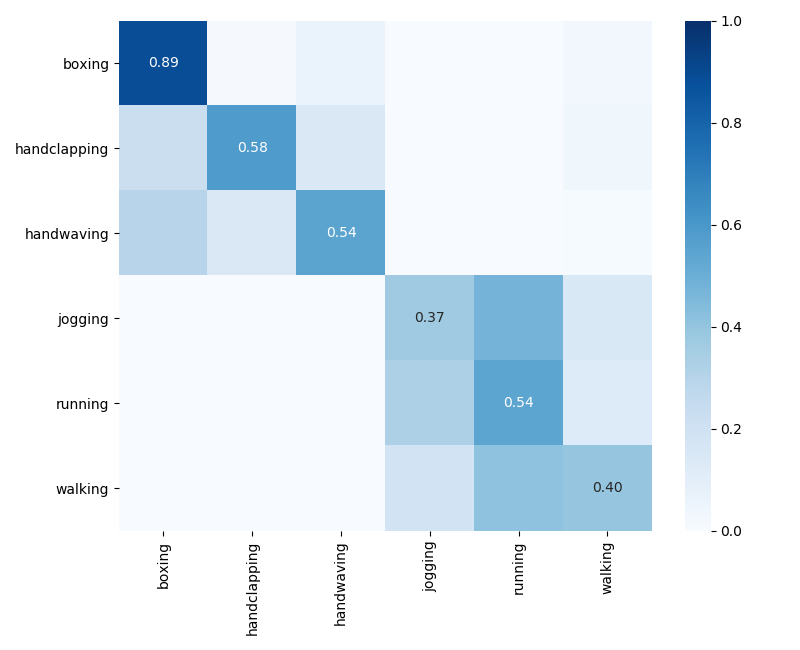 boxing
handclapping
handwaving
jogging
running
walking
0.89
0.58
0.54
0.37
0.54
0.40
boxing
handclapping
handwaving
jogging
running
walking
1.0
0.8
0.6
0.4
0.2
0.0